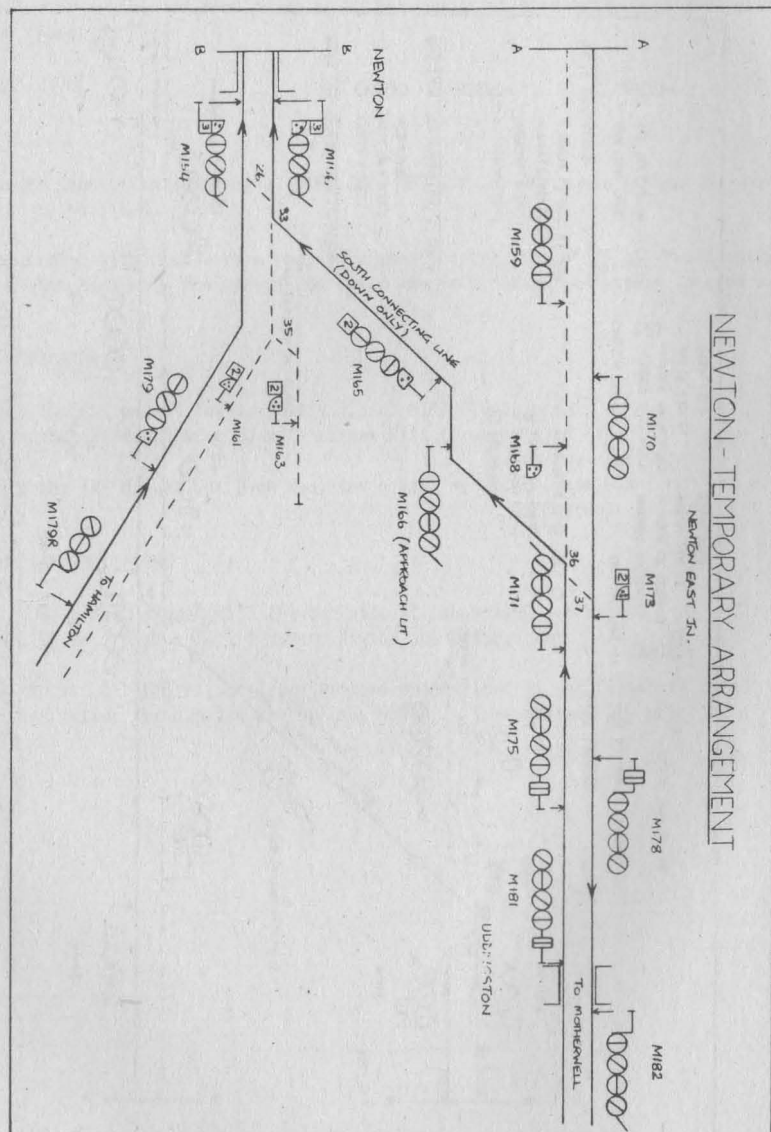 NEWTON - TEMPORARY ARRANGEMENT
NEWTON EAST JN.
A
A
M170
M173
M178
M182
M159
M168
36
37
M171
M175
M181
TO MOTHERWELL
M166 (APPROACH LIT)
SOUTH CONNECTING LINE
(DOWN ONLY)
2
M165
NEWTON
B
B
3
3
M154
26
33
35
2
M163
2
M161
M179
M179R
TO HAMILTON
2